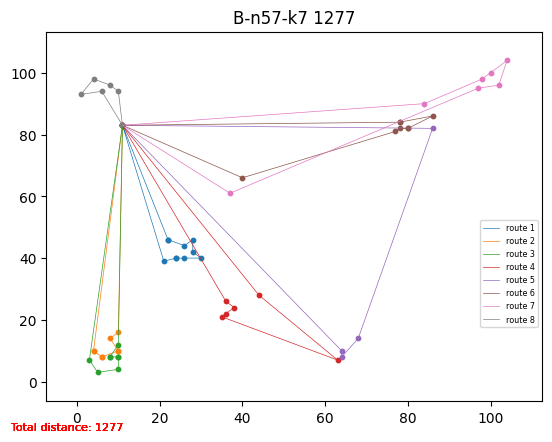 B-n57-k7 1277
100
80
60
40
20
0
route 1
route 2
route 3
route 4
route 5
route 6
route 7
route 8
0 20 40 60 80 100
Total distance: 1277